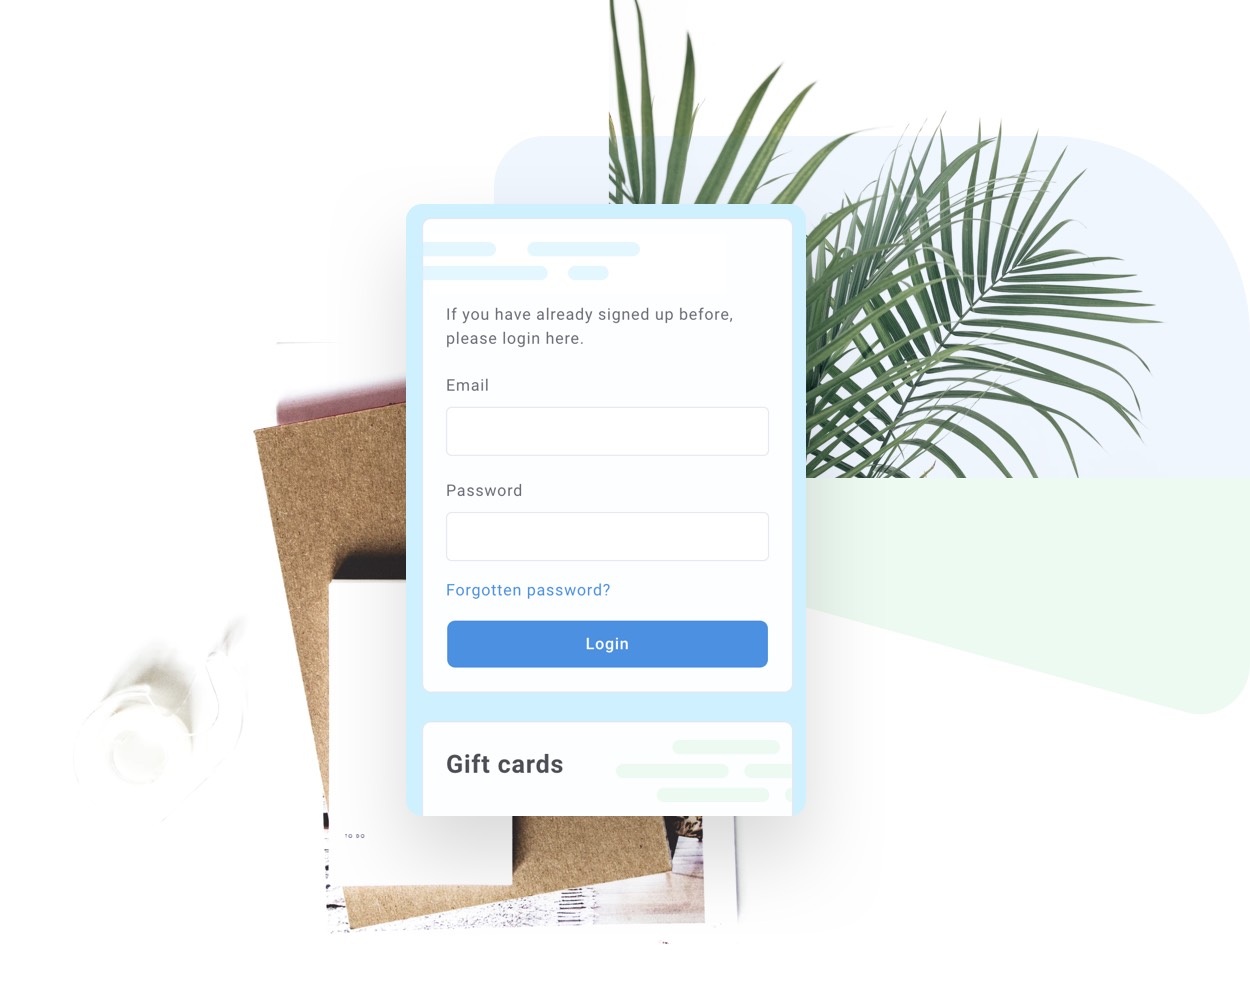 If you have already signed up before,
please login here.
Email
Password
Forgotten password?
Login
Gift cards
TO DO